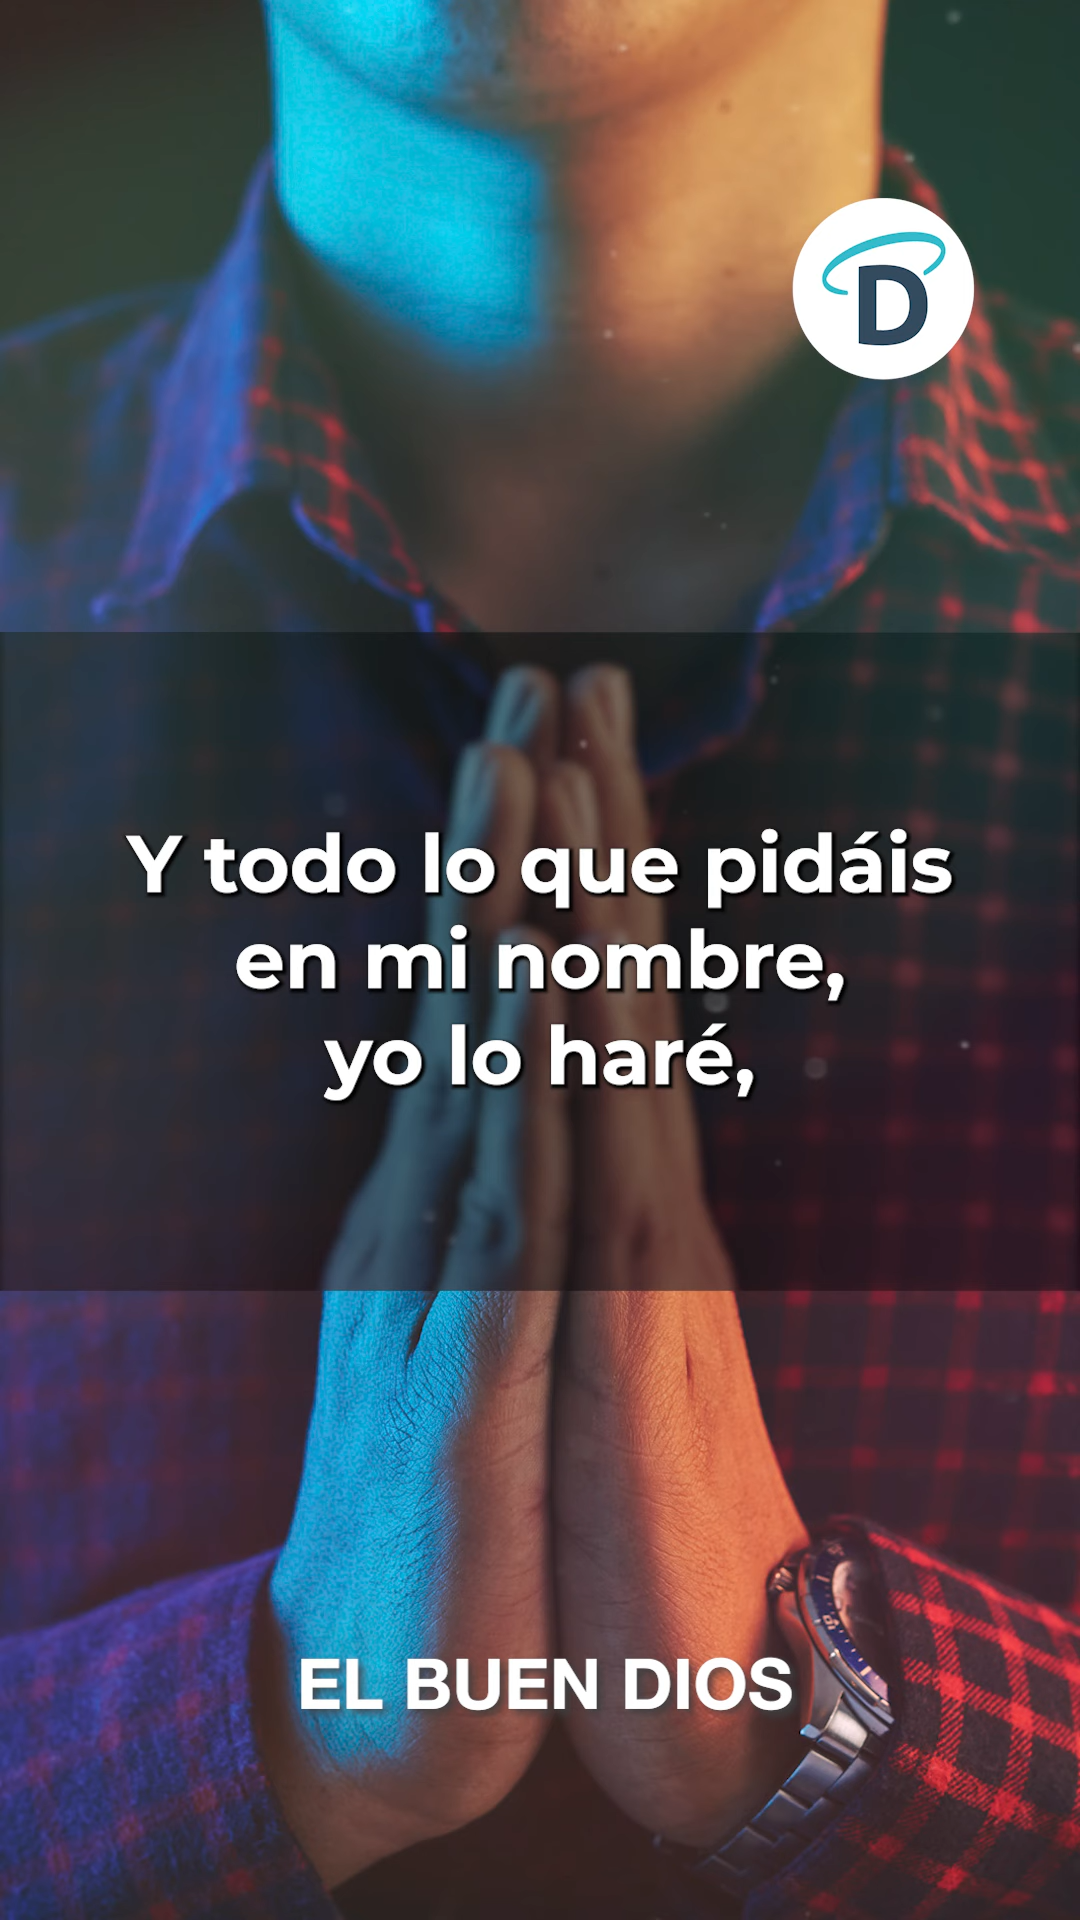 D
Y todo lo que pidáis
en mi nombre,
yo lo haré,
EL BUEN DIOS